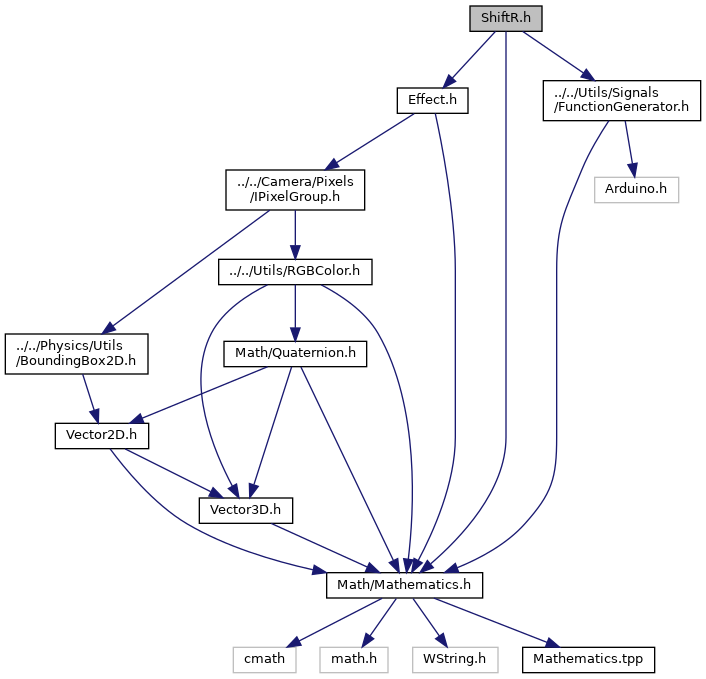 ShiftR.h
Effect.h
../../Utils/Signals
/FunctionGenerator.h
../../Camera/Pixels
/IPixelGroup.h
Arduino.h
../../Utils/RGBColor.h
../../Physics/Utils
/BoundingBox2D.h
Math/Quaternion.h
Vector2D.h
Vector3D.h
Math/Mathematics.h
cmath
math.h
WString.h
Mathematics.tpp